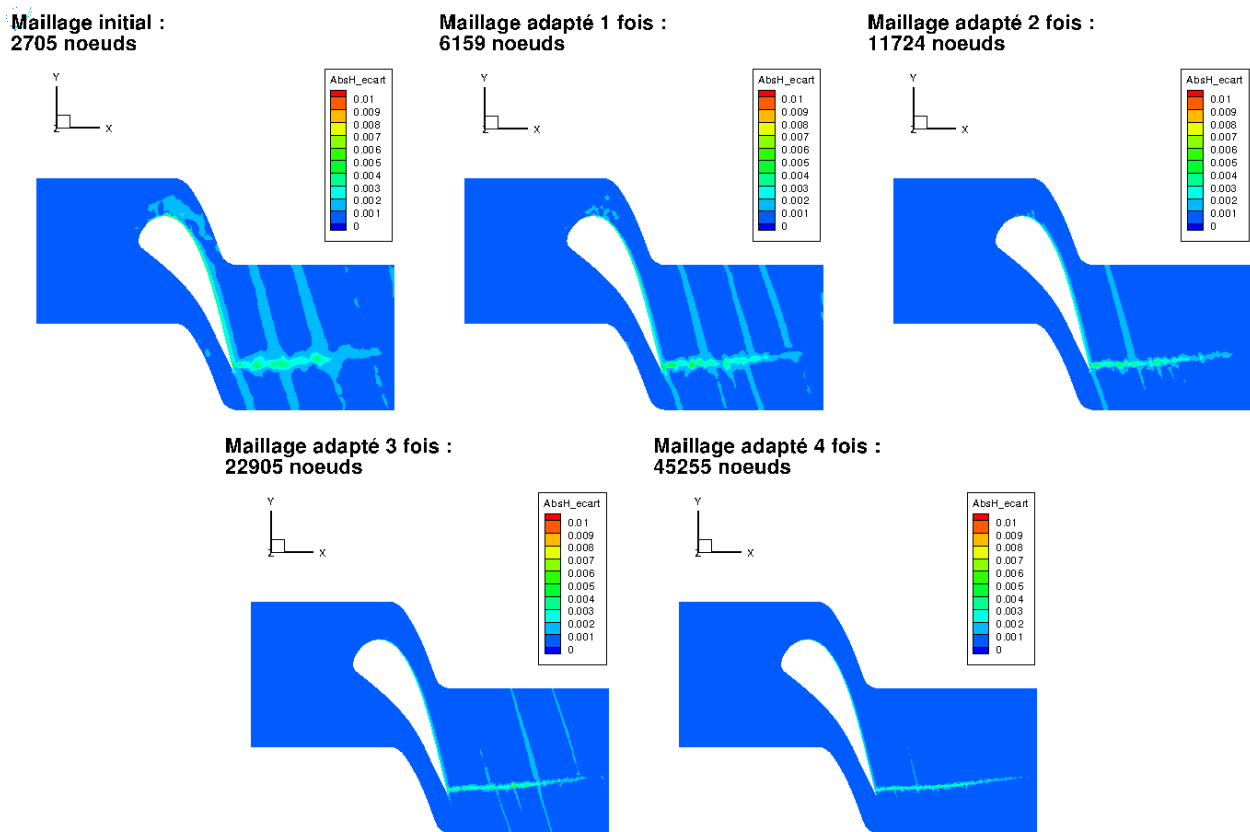 Maillage initial :
2705 noeuds
Y
Z
X
AbsH_ecart
0.01
0.009
0.008
0.007
0.006
0.005
0.004
0.003
0.002
0.001
0
Maillage adapté 1 fois :
6159 noeuds
Y
Z
X
AbsH_ecart
0.01
0.009
0.008
0.007
0.006
0.005
0.004
0.003
0.002
0.001
0
Maillage adapté 2 fois :
11724 noeuds
Y
Z
X
AbsH_ecart
0.01
0.009
0.008
0.007
0.006
0.005
0.004
0.003
0.002
0.001
0
Maillage adapté 3 fois :
22905 noeuds
Y
Z
X
AbsH_ecart
0.01
0.009
0.008
0.007
0.006
0.005
0.004
0.003
0.002
0.001
0
Maillage adapté 4 fois :
45255 noeuds
Y
Z
X
AbsH_ecart
0.01
0.009
0.008
0.007
0.006
0.005
0.004
0.003
0.002
0.001
0